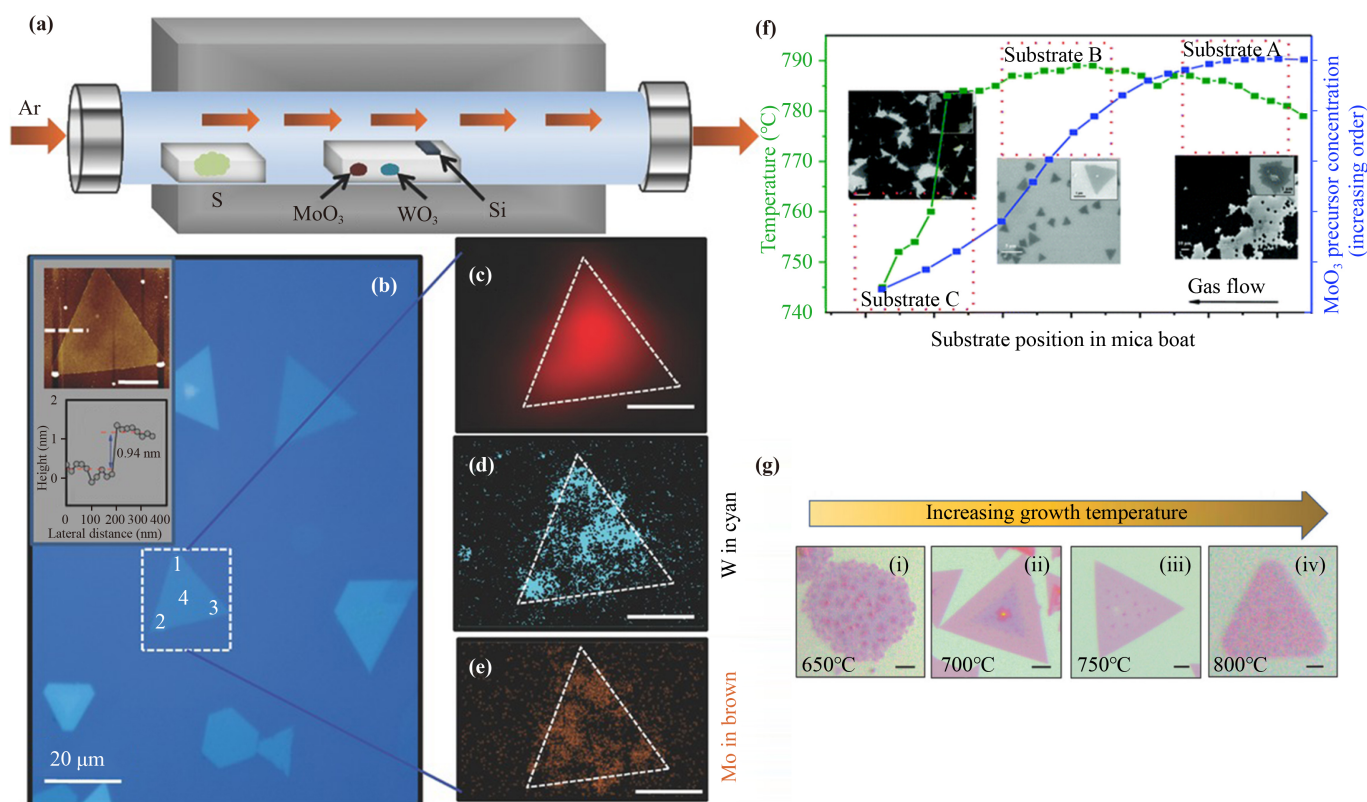 (a)
Ar
S
MoO₃
WO₃
Si
(b)
2
1
0
Height (nm)
0.94 nm
0 100 200 300 400
Lateral distance (nm)
1
4
3
2
20 μm
(c)
(d)
W in cyan
(e)
Mo in brown
(f)
790
780
770
760
750
740
Temperature (°C)
Substrate B
Substrate A
Substrate C
Gas flow
MoO₃ precursor concentration
(increasing order)
Substrate position in mica boat
(g)
Increasing growth temperature
(i)
(ii)
(iii)
(iv)
650℃
700℃
750℃
800℃